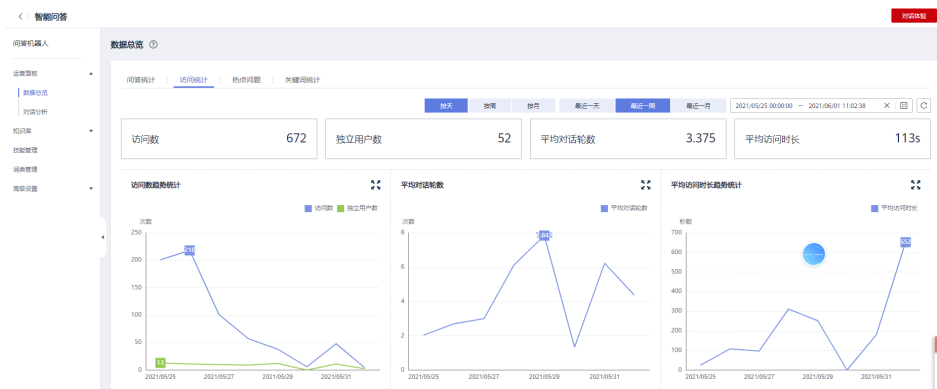 智能问答
对话体验
问答机器人
数据总览
运营面板
数据总览
对话分析
知识库
技能管理
词典管理
高级设置
问答统计 访问统计 热点问题 关键词统计
按天 按周 按月 最近一天 最近一周 最近一月 2021/05/25 00:00:00 – 2021/06/01 11:02:38
访问数 672 独立用户数 52 平均对话轮数 3.375 平均访问时长 113s
访问数趋势统计 平均对话轮数 平均访问时长趋势统计
访问数 独立用户数 平均对话轮数 平均访问时长
次数 次数 秒数
250
200
150
100
50
0
218
13
2021/05/25 2021/05/27 2021/05/29 2021/05/31
8
6
4
2
0
2021/05/25 2021/05/27 2021/05/29 2021/05/31
700
600
500
400
300
200
100
0
2021/05/25 2021/05/27 2021/05/29 2021/05/31